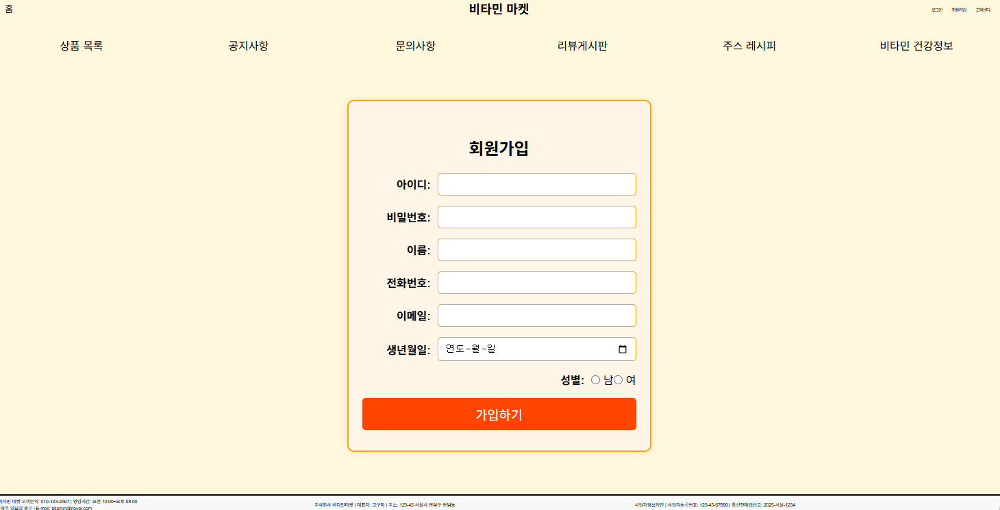 홈
비타민 마켓
로그인 회원가입 고객센터
상품 목록 공지사항 문의사항 리뷰게시판 주스 레시피 비타민 건강정보
회원가입
아이디:
비밀번호:
이름:
전화번호:
이메일:
생년월일: 연도-월-일
성별: 남 여
가입하기
비타민 마켓 고객문의: 010-123-4567 | 영업시간: 오전 10:00~오후 08:00
매주 일요일 휴무 | E-mail: bitamin@naver.com
주식회사 비타민마켓 | 대표자: 고구마 | 주소: 123-45 서울시 랜덤구 랜덤동
사업자정보확인 | 사업자등록번호: 123-45-67890 | 통신판매업신고: 2025-서울-1234